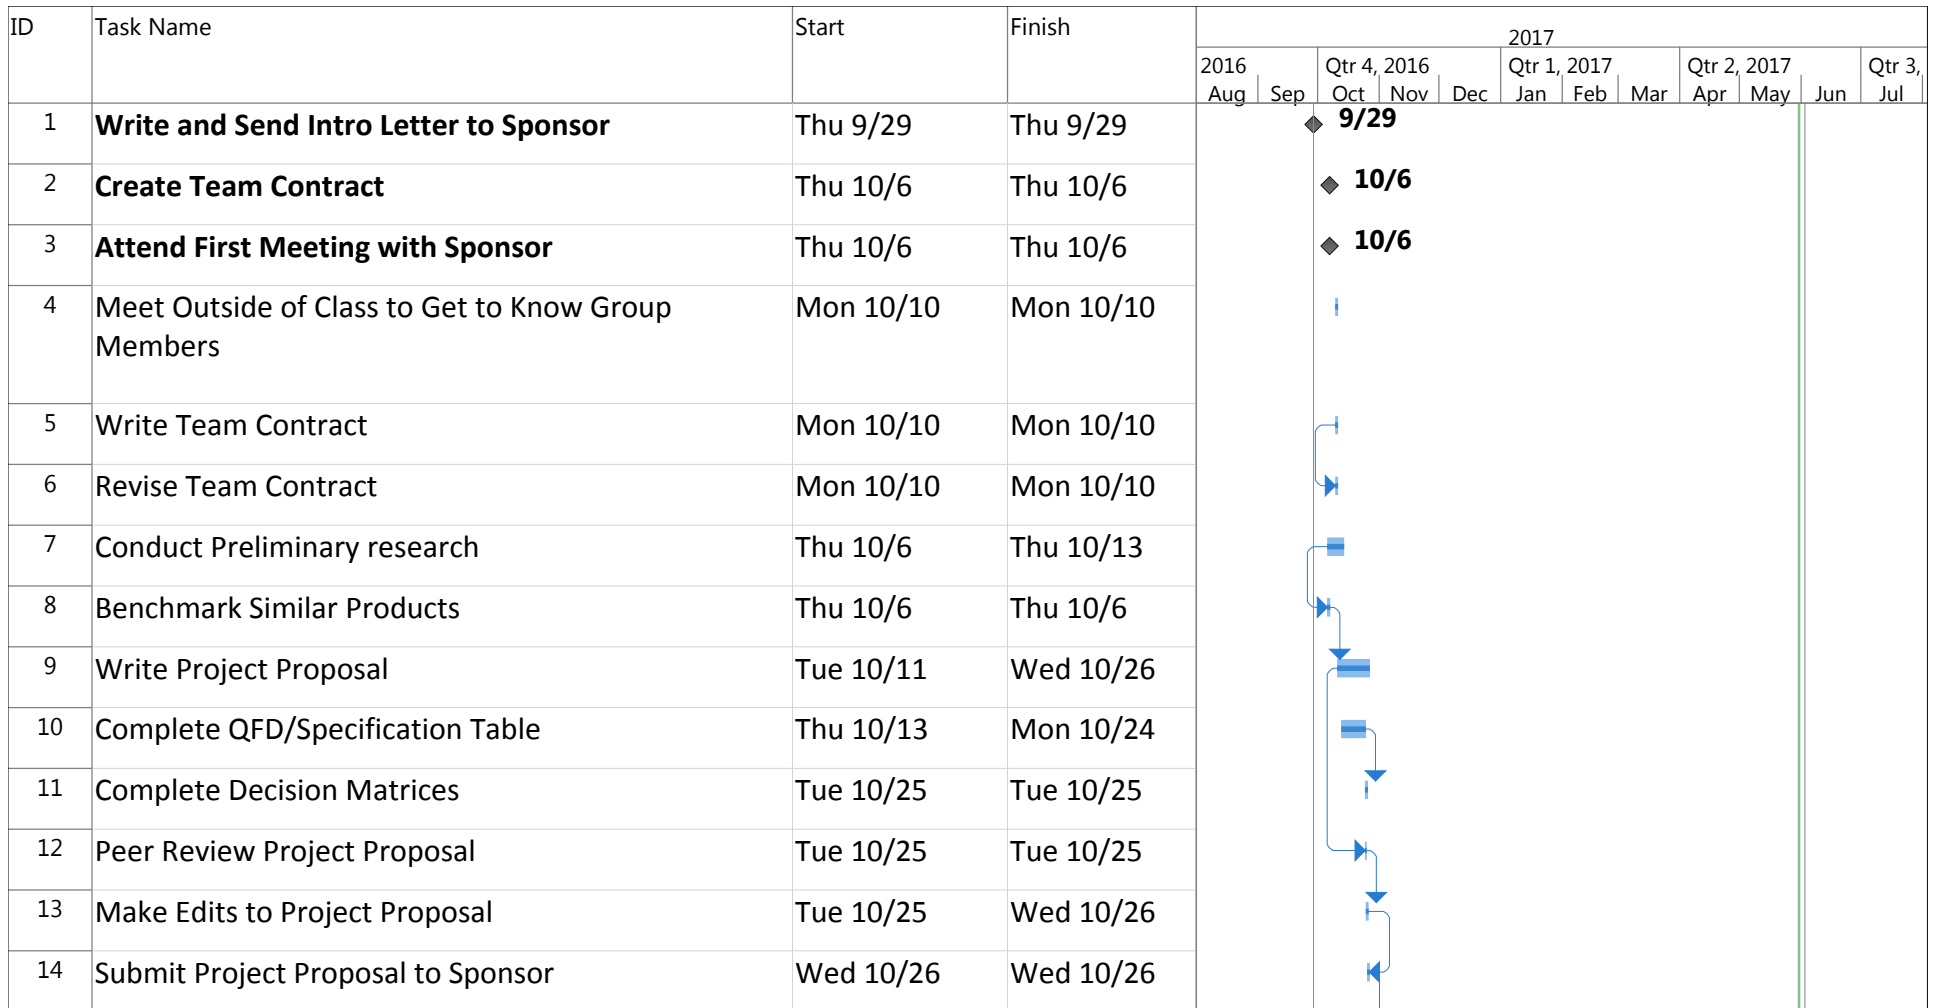 ID Task Name Start Finish
2017
2016 Qtr 4, 2016 Qtr 1, 2017 Qtr 2, 2017 Qtr 3,
Aug Sep Oct Nov Dec Jan Feb Mar Apr May Jun Jul
1 Write and Send Intro Letter to Sponsor Thu 9/29 Thu 9/29 9/29
2 Create Team Contract Thu 10/6 Thu 10/6 10/6
3 Attend First Meeting with Sponsor Thu 10/6 Thu 10/6 10/6
4 Meet Outside of Class to Get to Know Group Mon 10/10 Mon 10/10
Members
5 Write Team Contract Mon 10/10 Mon 10/10
6 Revise Team Contract Mon 10/10 Mon 10/10
7 Conduct Preliminary research Thu 10/6 Thu 10/13
8 Benchmark Similar Products Thu 10/6 Thu 10/6
9 Write Project Proposal Tue 10/11 Wed 10/26
10 Complete QFD/Specification Table Thu 10/13 Mon 10/24
11 Complete Decision Matrices Tue 10/25 Tue 10/25
12 Peer Review Project Proposal Tue 10/25 Tue 10/25
13 Make Edits to Project Proposal Tue 10/25 Wed 10/26
14 Submit Project Proposal to Sponsor Wed 10/26 Wed 10/26